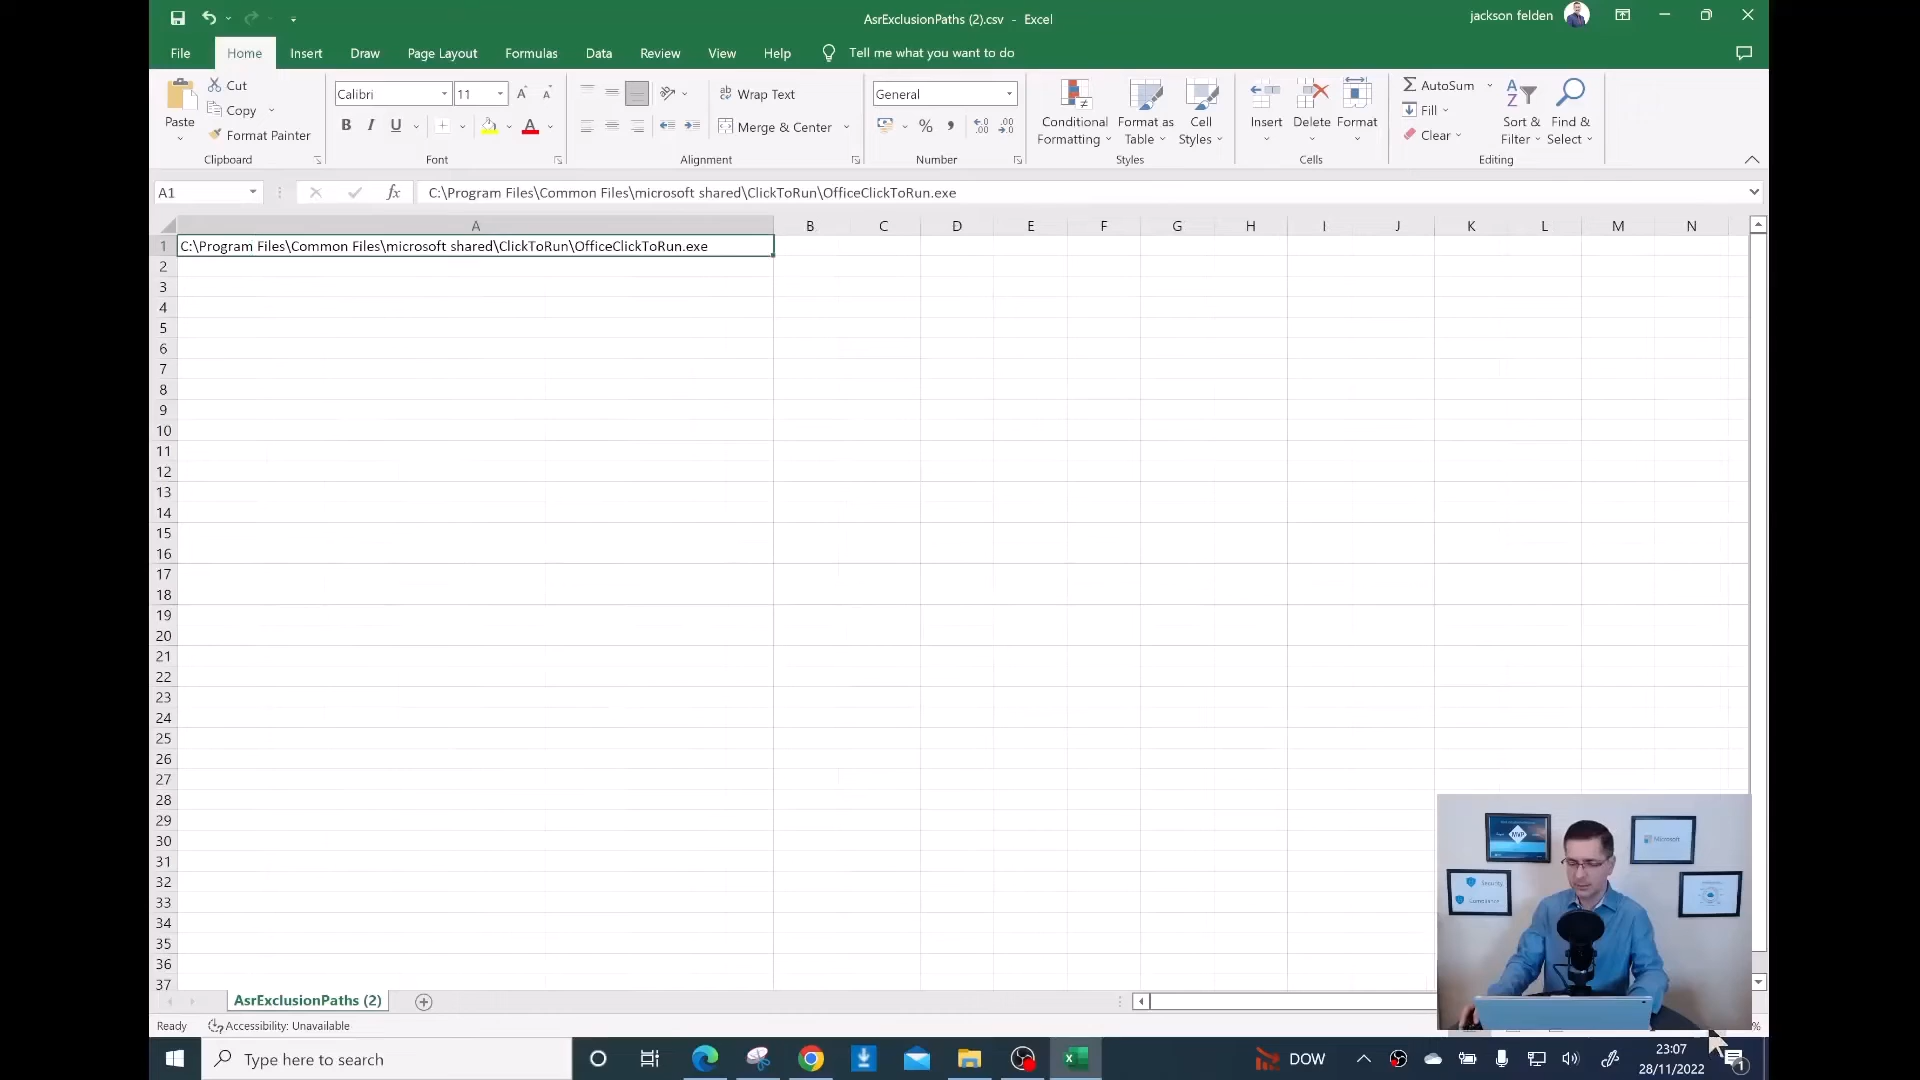 AsrExclusionPaths (2).csv - Excel
jackson felden
File Home Insert Draw Page Layout Formulas Data Review View Help Tell me what you want to do
Paste
Cut
Copy
Format Painter
Clipboard
Calibri 11
B I U
Font
Wrap Text
Merge & Center
Alignment
General
%
Number
Conditional Formatting
Format as Table
Cell Styles
Styles
Insert
Delete
Format
Cells
AutoSum
Fill
Clear
Sort & Filter
Find & Select
Editing
A1
fx
C:\Program Files\Common Files\microsoft shared\ClickToRun\OfficeClickToRun.exe
A B C D E F G H I J K L M N
1 C:\Program Files\Common Files\microsoft shared\ClickToRun\OfficeClickToRun.exe
2
3
4
5
6
7
8
9
10
11
12
13
14
15
16
17
18
19
20
21
22
23
24
25
26
27
28
29
30
31
32
33
34
35
36
37
MVP
Microsoft
Security
Compliance
AsrExclusionPaths (2)
Ready
Accessibility: Unavailable
%
Type here to search
DOW
23:07
28/11/2022
1